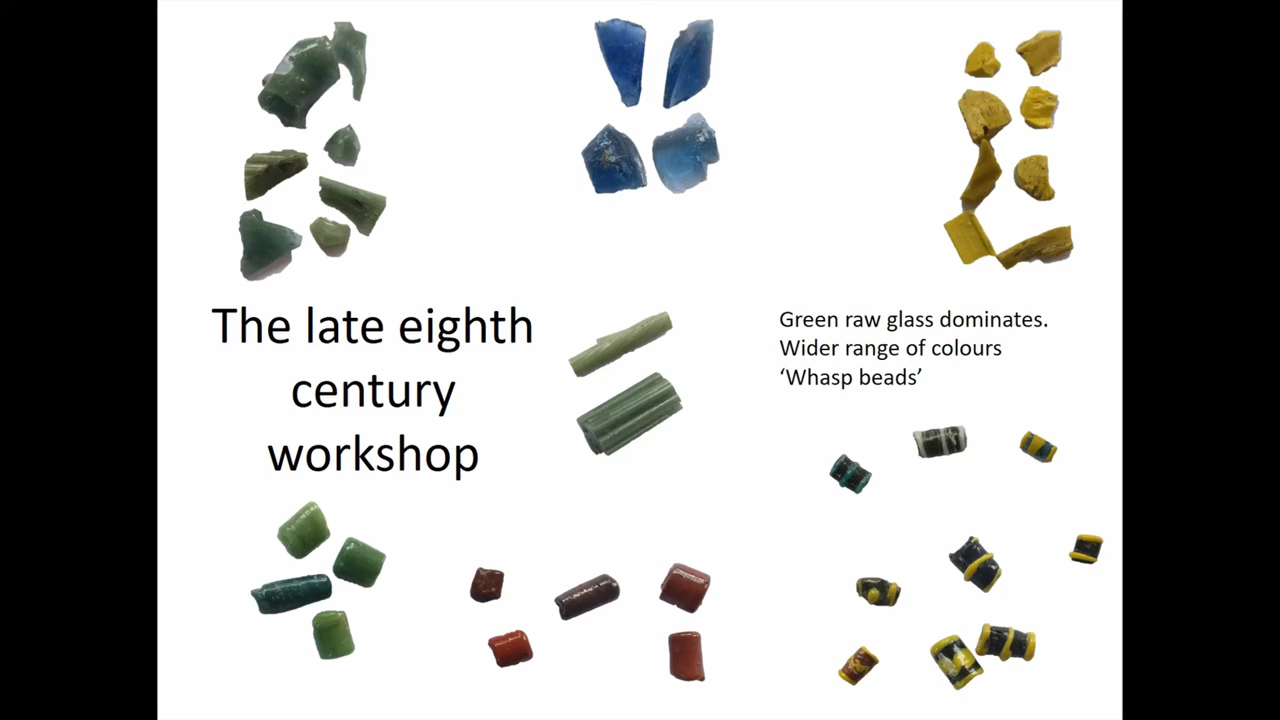 The late eighth
century
workshop
Green raw glass dominates.
Wider range of colours
‘Whasp beads’